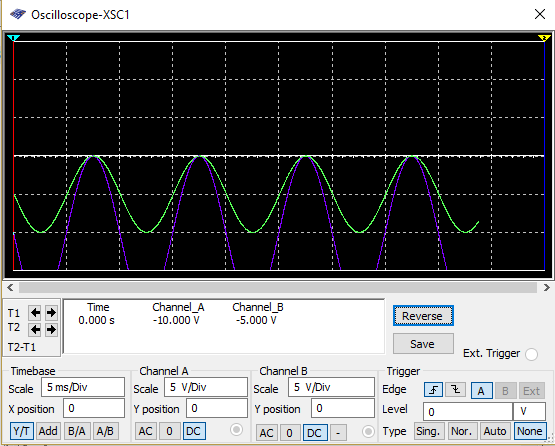 Oscilloscope-XSC1
1
2
Time Channel_A Channel_B
T1 0.000 s -10.000 V -5.000 V
T2
T2-T1
Reverse
Save
Ext. Trigger
Timebase Channel A Channel B Trigger
Scale 5 ms/Div Scale 5 V/Div Scale 5 V/Div Edge A B Ext
X position 0 Y position 0 Y position 0 Level 0 V
Y/T Add B/A A/B AC 0 DC AC 0 DC - Type Sing. Nor. Auto None